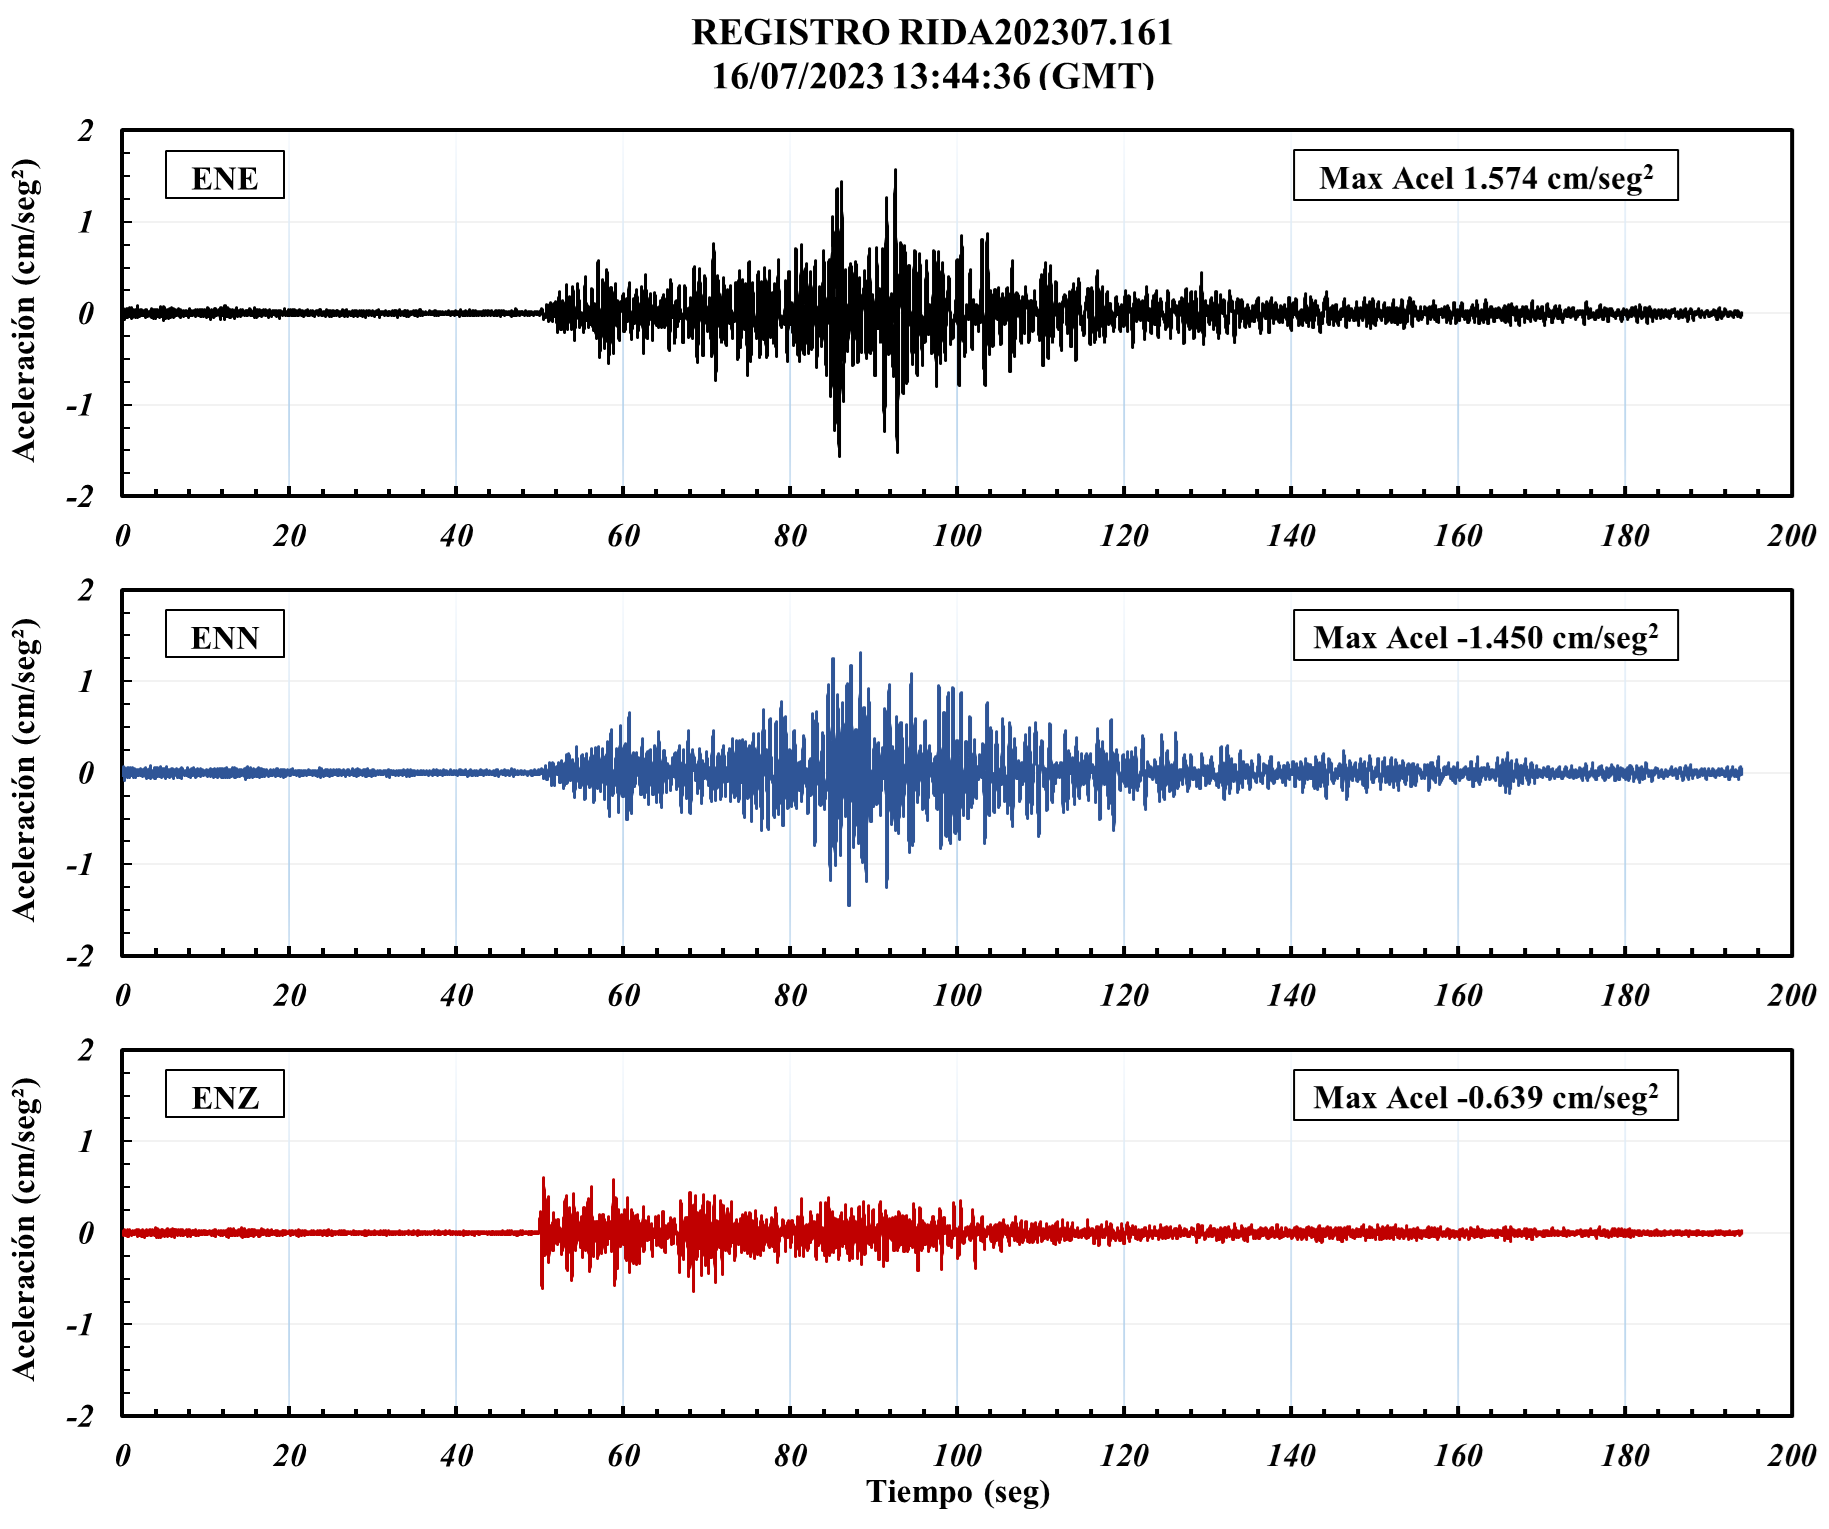 REGISTRO RIDA202307.161
16/07/2023 13:44:36 (GMT)
Aceleración (cm/seg²)
2
1
0
-1
-2
ENE
Max Acel 1.574 cm/seg²
0 20 40 60 80 100 120 140 160 180 200
Aceleración (cm/seg²)
2
1
0
-1
-2
ENN
Max Acel -1.450 cm/seg²
0 20 40 60 80 100 120 140 160 180 200
Aceleración (cm/seg²)
2
1
0
-1
-2
ENZ
Max Acel -0.639 cm/seg²
0 20 40 60 80 100 120 140 160 180 200
Tiempo (seg)